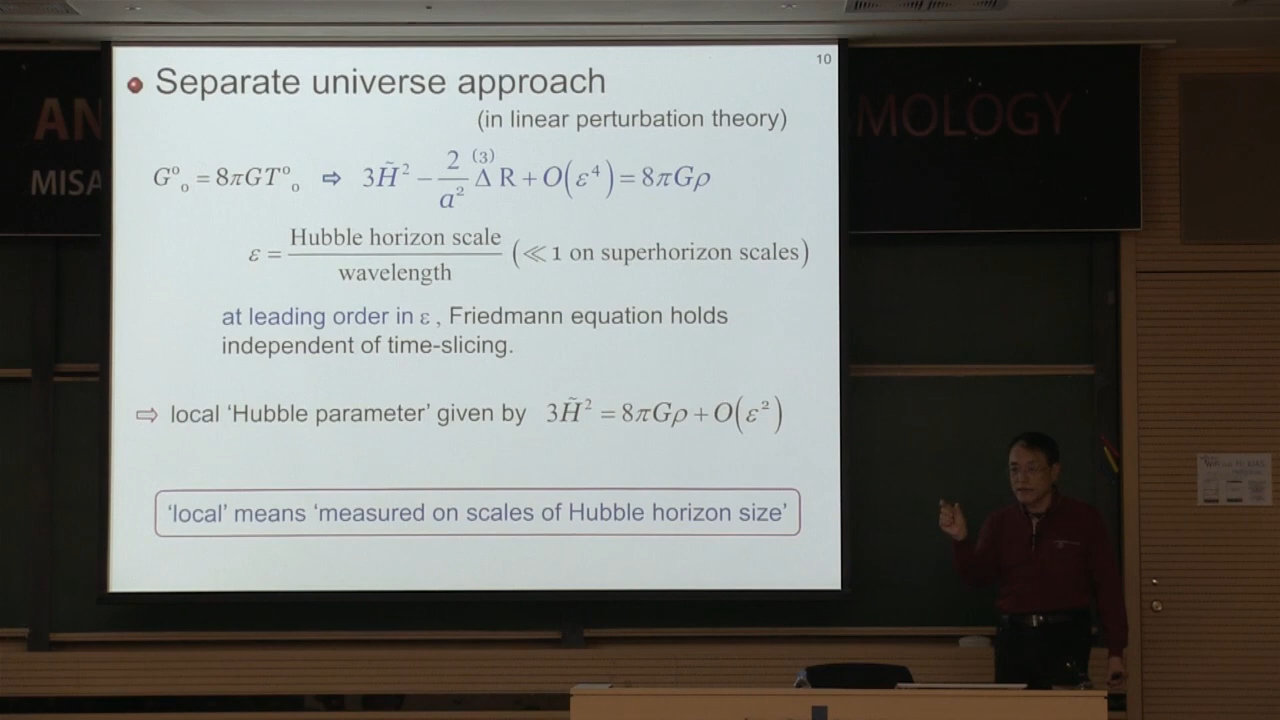 10
Separate universe approach
(in linear perturbation theory)
G⁰₀ = 8πGT⁰₀ ⇨ 3H̃² − 2/a² ⁽³⁾Δ R + O(ε⁴) = 8πGρ
ε = Hubble horizon scale / wavelength (≪ 1 on superhorizon scales)
at leading order in ε , Friedmann equation holds
independent of time-slicing.
⇨ local ‘Hubble parameter’ given by 3H̃² = 8πGρ + O(ε²)
‘local’ means ‘measured on scales of Hubble horizon size’
AN
MOLOGY
MISA